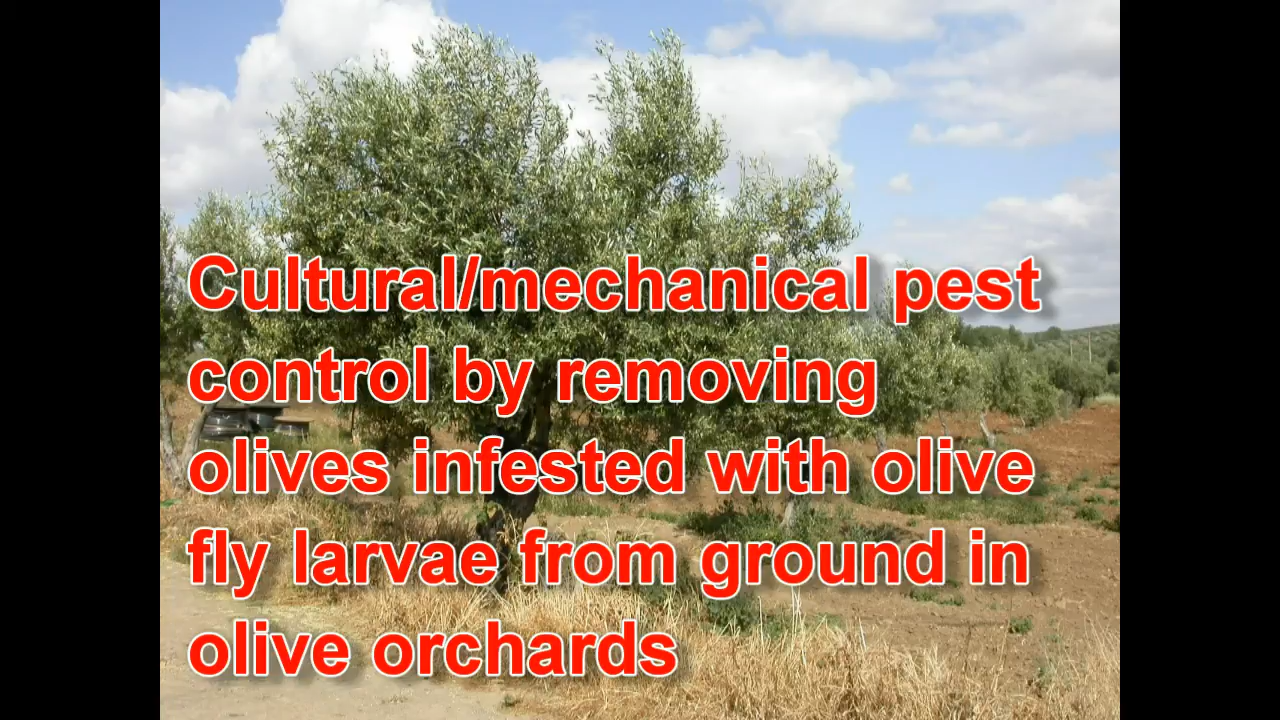 Cultural/mechanical pest
control by removing
olives infested with olive
fly larvae from ground in
olive orchards